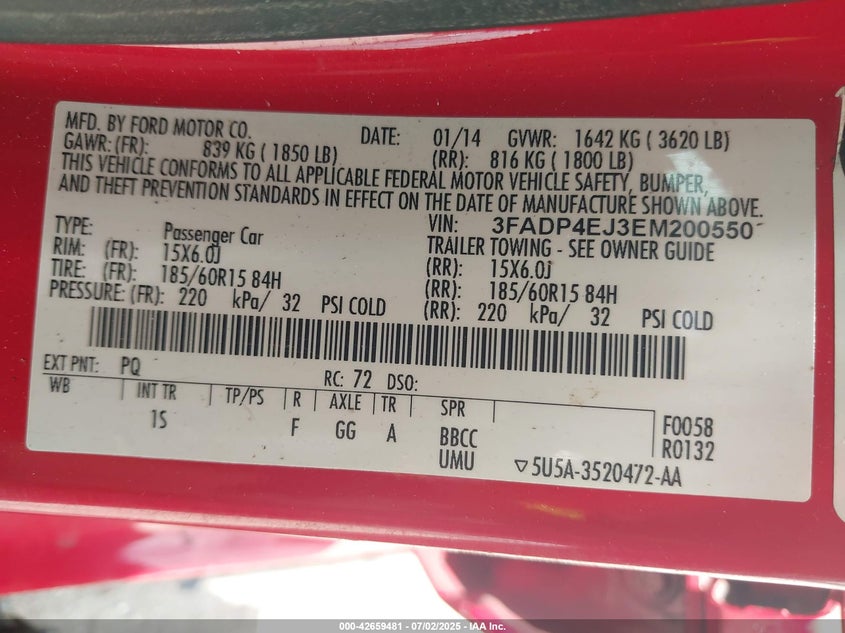 MFD. BY FORD MOTOR CO. DATE: 01/14 GVWR: 1642 KG ( 3620 LB)
GAWR: (FR): 839 KG ( 1850 LB) (RR): 816 KG ( 1800 LB)
THIS VEHICLE CONFORMS TO ALL APPLICABLE FEDERAL MOTOR VEHICLE SAFETY, BUMPER,
AND THEFT PREVENTION STANDARDS IN EFFECT ON THE DATE OF MANUFACTURE SHOWN ABOVE.
VIN: 3FADP4EJ3EM200550
TYPE: Passenger Car TRAILER TOWING - SEE OWNER GUIDE
RIM: (FR): 15X6.0J (RR): 15X6.0J
TIRE: (FR): 185/60R15 84H (RR): 185/60R15 84H
PRESSURE: (FR): 220 kPa/ 32 PSI COLD (RR): 220 kPa/ 32 PSI COLD
EXT PNT: PQ RC: 72 DSO:
WB INT TR TP/PS R AXLE TR SPR F0058
1S F GG A BBCC R0132
UMU ▽5U5A-3520472-AA
000-42659481 - 07/02/2025 - IAA Inc.